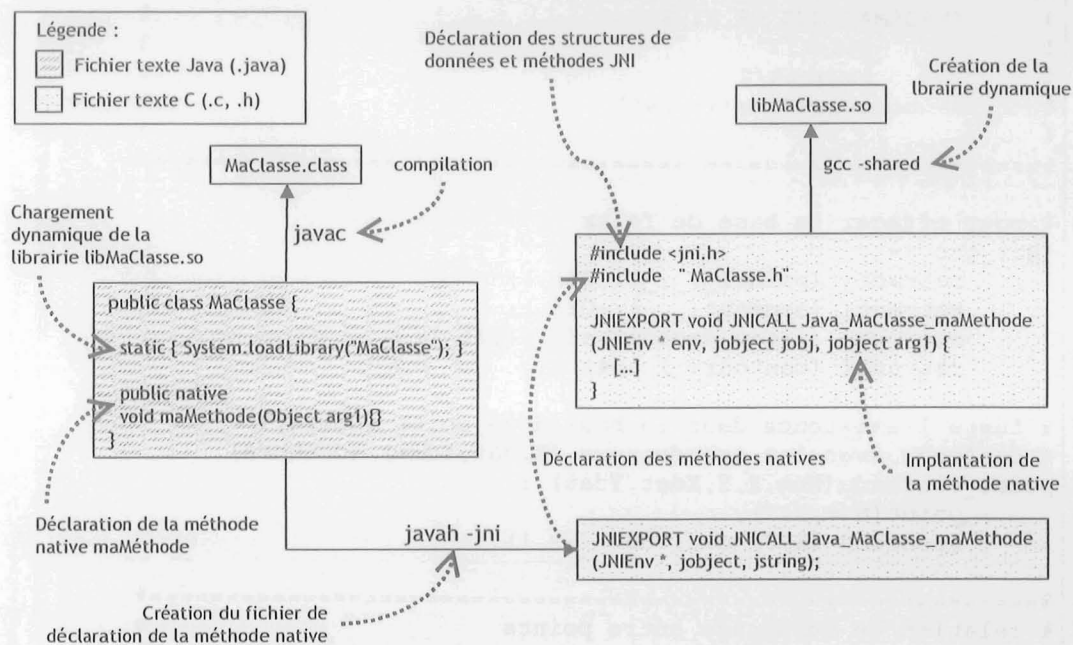 Légende :
Fichier texte Java (.java)
Fichier texte C (.c, .h)
Déclaration des structures de
données et méthodes JNI
Création de la
lbrairie dynamique
libMaClasse.so
gcc -shared
MaClasse.class
compilation
javac
Chargement
dynamique de la
librairie libMaClasse.so
public class MaClasse {
static { System.loadLibrary("MaClasse"); }
public native
void maMethode(Object arg1){}
}
#include <jni.h>
#include " MaClasse.h"
JNIEXPORT void JNICALL Java_MaClasse_maMethode
(JNIEnv * env, jobject jobj, jobject arg1) {
[...]
}
Déclaration des méthodes natives
Implantation de
la méthode native
Déclaration de la méthode
native maMéthode
javah -jni
JNIEXPORT void JNICALL Java_MaClasse_maMethode
(JNIEnv *, jobject, jstring);
Création du fichier de
déclaration de la méthode native